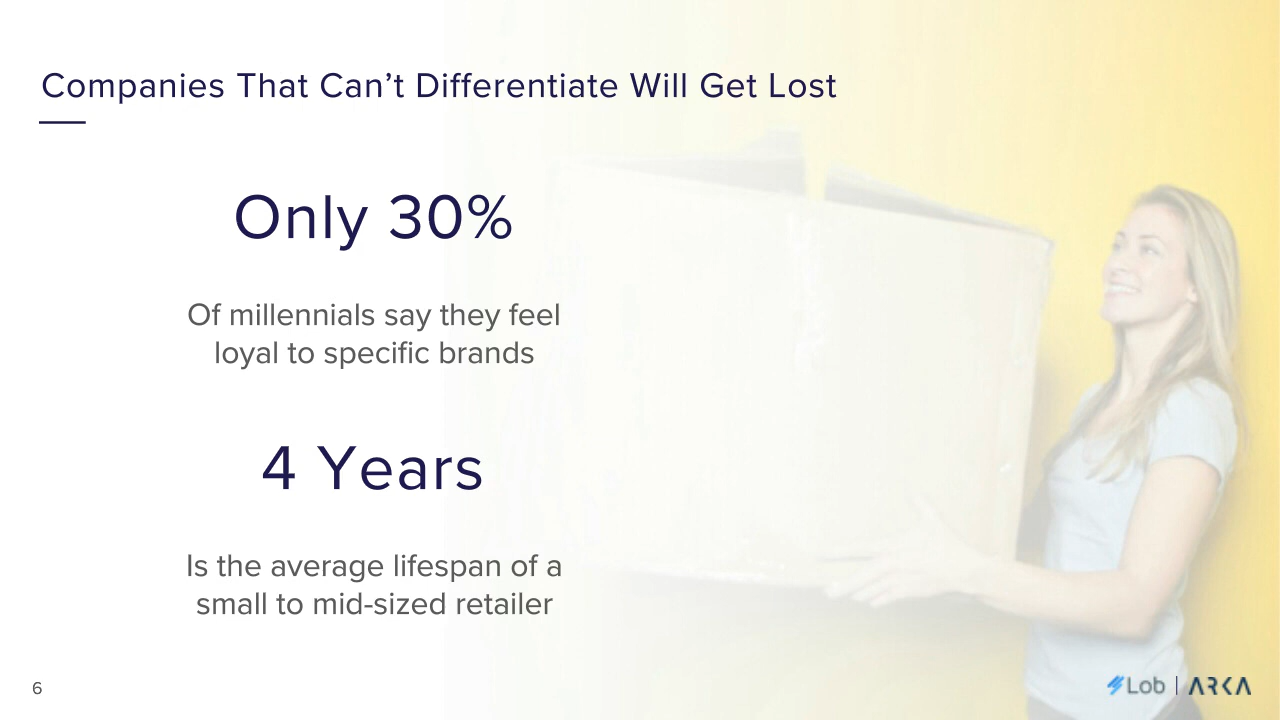 Companies That Can’t Differentiate Will Get Lost
Only 30%
Of millennials say they feel
loyal to specific brands
4 Years
Is the average lifespan of a
small to mid-sized retailer
6
Lob | ARKA